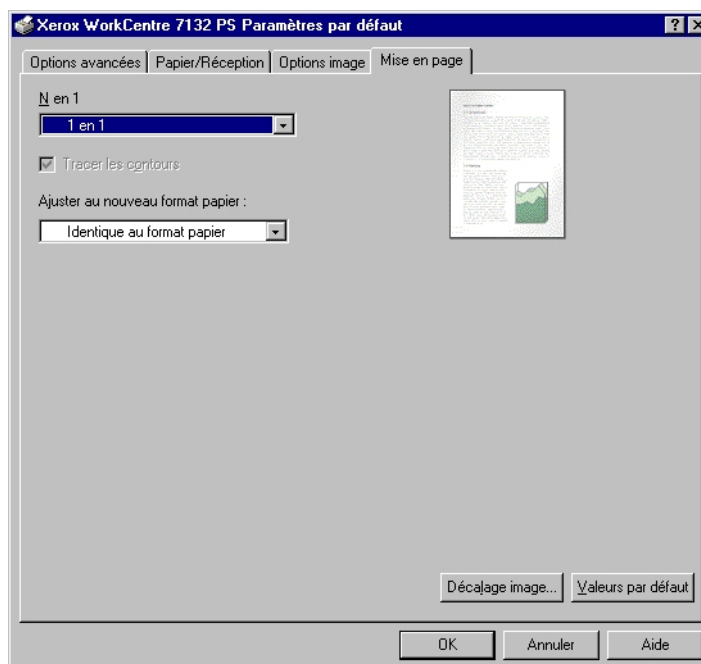 Xerox WorkCentre 7132 PS Paramètres par défaut
Options avancées Papier/Réception Options image Mise en page
N en 1
1 en 1
Tracer les contours
Ajuster au nouveau format papier :
Identique au format papier
Décalage image... Valeurs par défaut
OK Annuler Aide